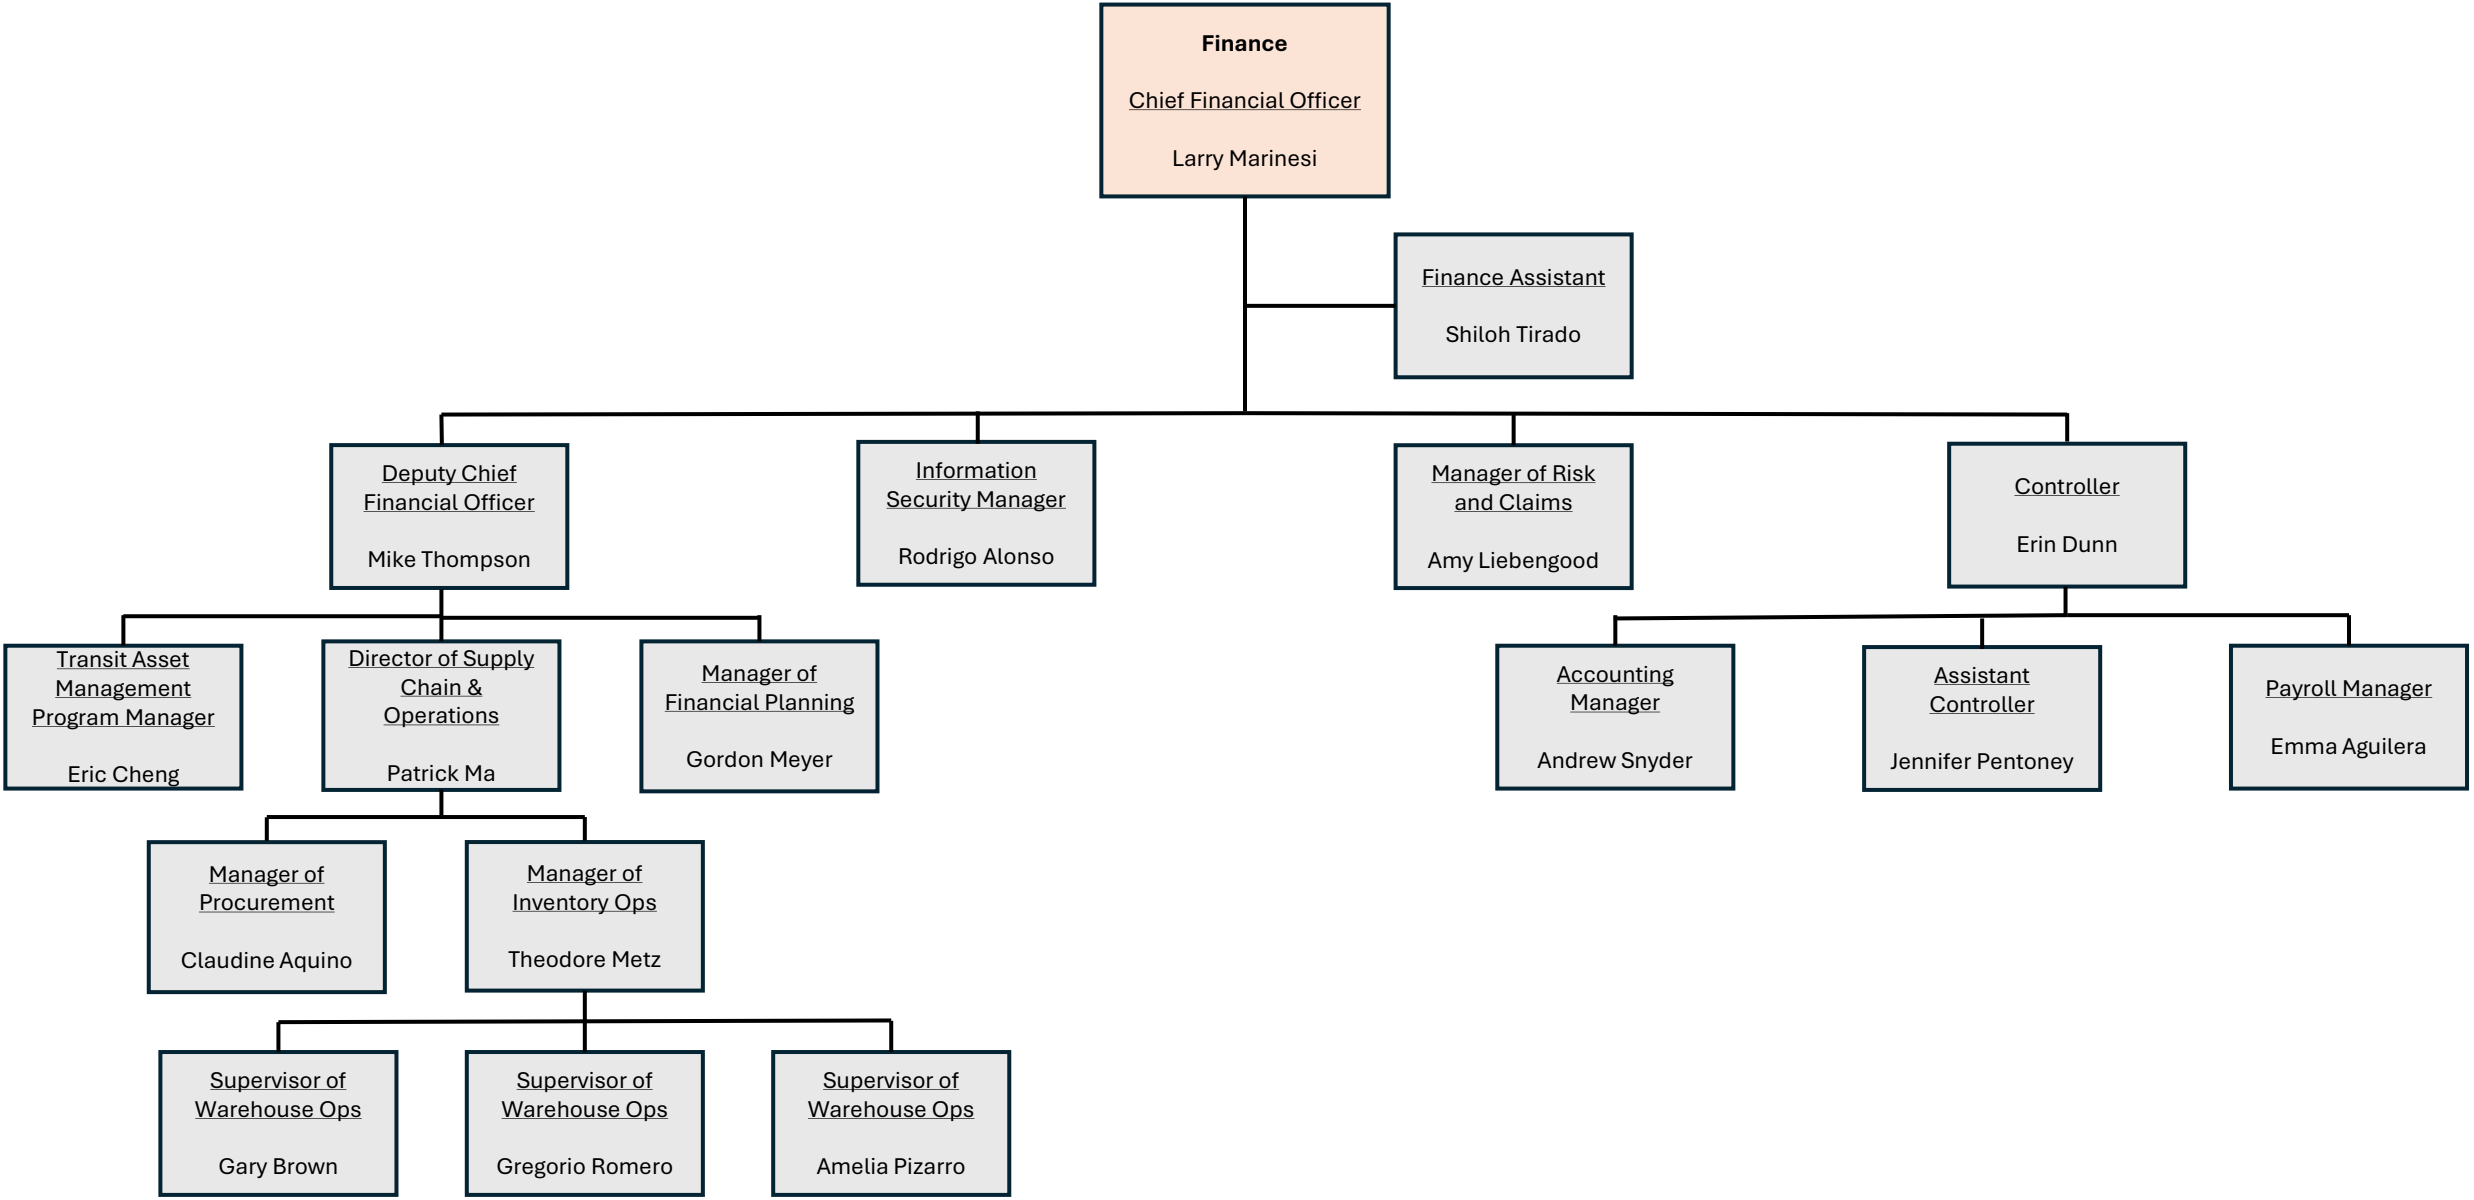 Finance
Chief Financial Officer
Larry Marinesi
Finance Assistant
Shiloh Tirado
Deputy Chief
Financial Officer
Mike Thompson
Information
Security Manager
Rodrigo Alonso
Manager of Risk
and Claims
Amy Liebengood
Controller
Erin Dunn
Transit Asset
Management
Program Manager
Eric Cheng
Director of Supply
Chain &
Operations
Patrick Ma
Manager of
Financial Planning
Gordon Meyer
Accounting
Manager
Andrew Snyder
Assistant
Controller
Jennifer Pentoney
Payroll Manager
Emma Aguilera
Manager of
Procurement
Claudine Aquino
Manager of
Inventory Ops
Theodore Metz
Supervisor of
Warehouse Ops
Gary Brown
Supervisor of
Warehouse Ops
Gregorio Romero
Supervisor of
Warehouse Ops
Amelia Pizarro